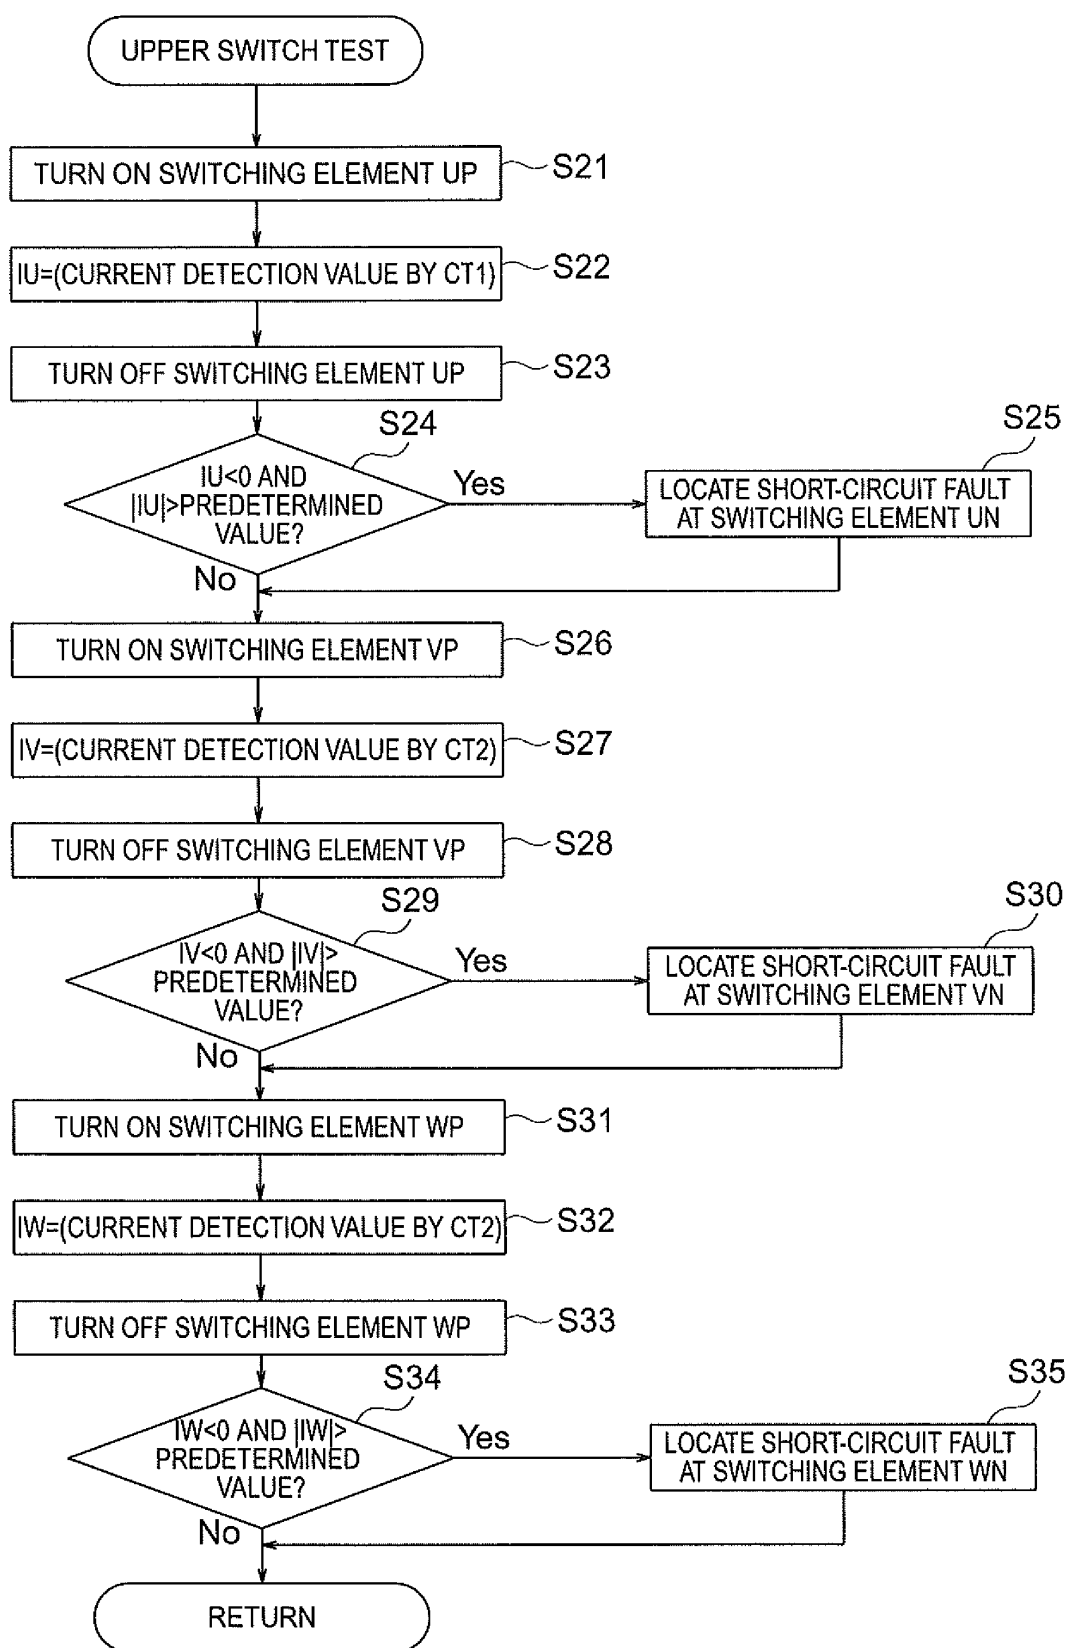 UPPER SWITCH TEST
TURN ON SWITCHING ELEMENT UP
S21
IU=(CURRENT DETECTION VALUE BY CT1)
S22
TURN OFF SWITCHING ELEMENT UP
S23
S24
IU<0 AND
|IU|>PREDETERMINED
VALUE?
Yes
No
S25
LOCATE SHORT-CIRCUIT FAULT
AT SWITCHING ELEMENT UN
TURN ON SWITCHING ELEMENT VP
S26
IV=(CURRENT DETECTION VALUE BY CT2)
S27
TURN OFF SWITCHING ELEMENT VP
S28
S29
IV<0 AND |IV|>
PREDETERMINED
VALUE?
Yes
No
S30
LOCATE SHORT-CIRCUIT FAULT
AT SWITCHING ELEMENT VN
TURN ON SWITCHING ELEMENT WP
S31
IW=(CURRENT DETECTION VALUE BY CT2)
S32
TURN OFF SWITCHING ELEMENT WP
S33
S34
IW<0 AND |IW|>
PREDETERMINED
VALUE?
Yes
No
S35
LOCATE SHORT-CIRCUIT FAULT
AT SWITCHING ELEMENT WN
RETURN